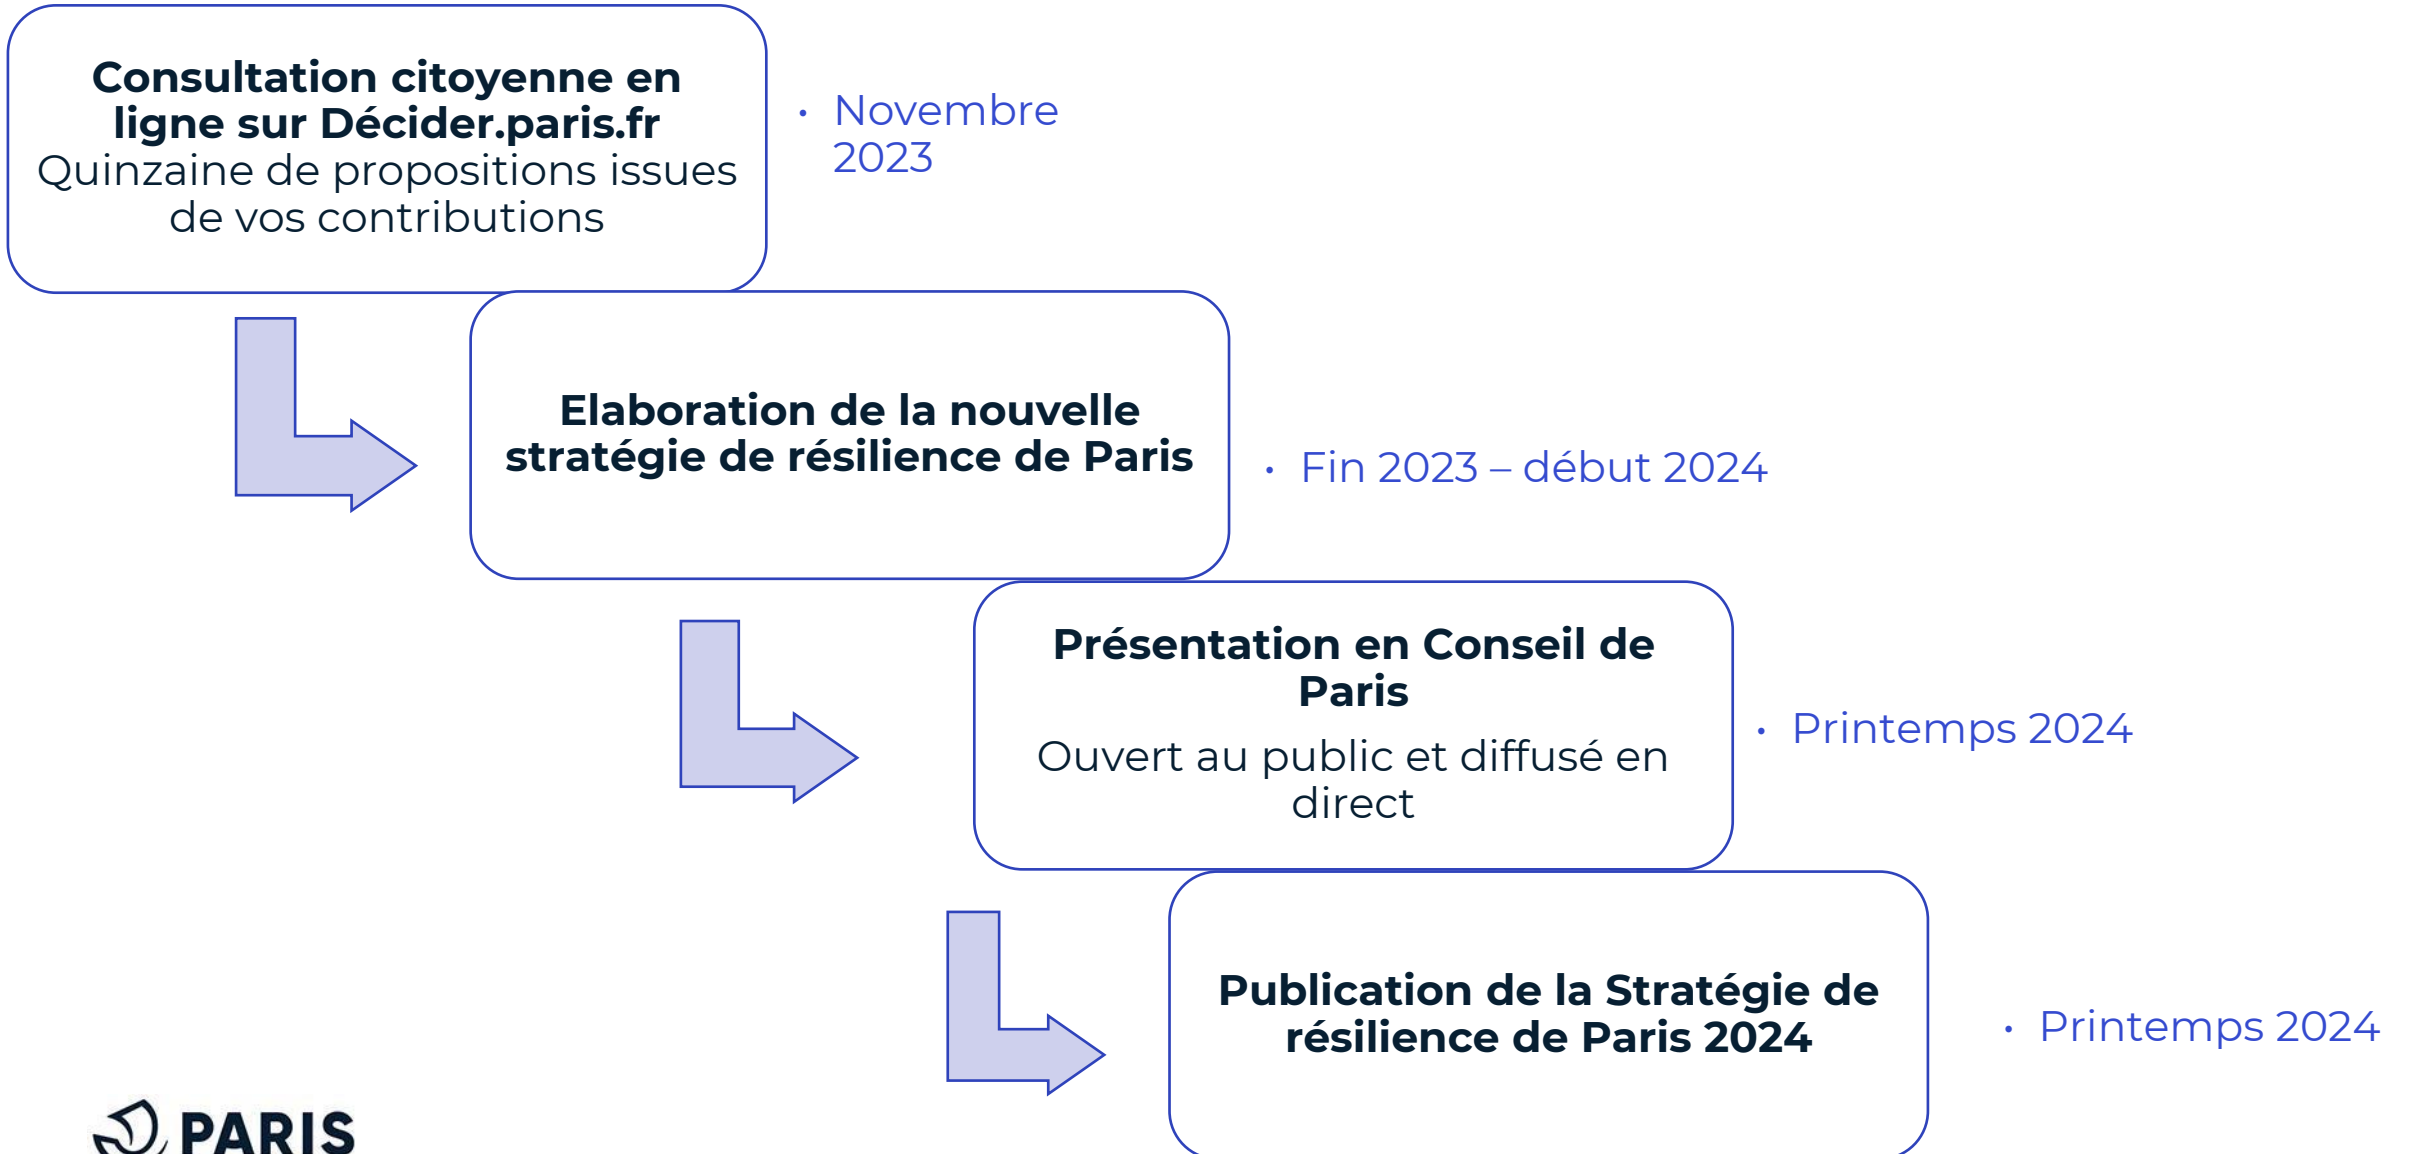 Consultation citoyenne en
ligne sur Décider.paris.fr
Quinzaine de propositions issues
de vos contributions
• Novembre
2023
Elaboration de la nouvelle
stratégie de résilience de Paris
• Fin 2023 – début 2024
Présentation en Conseil de
Paris
Ouvert au public et diffusé en
direct
• Printemps 2024
Publication de la Stratégie de
résilience de Paris 2024
• Printemps 2024
PARIS